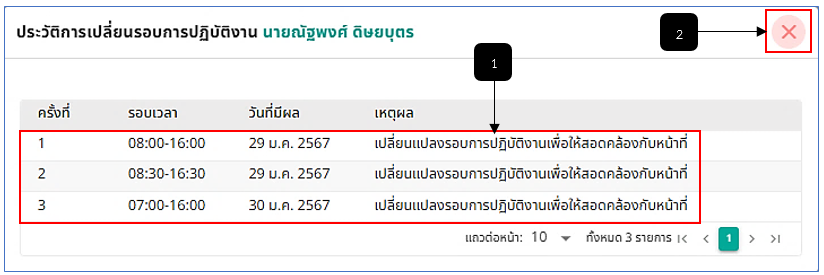 ประวัติการเปลี่ยนรอบการปฏิบัติงาน นายณัฐพงศ์ ดิษยบุตร
2
1
ครั้งที่ รอบเวลา วันที่มีผล เหตุผล
1 08:00-16:00 29 ม.ค. 2567 เปลี่ยนแปลงรอบการปฏิบัติงานเพื่อให้สอดคล้องกับหน้าที่
2 08:30-16:30 29 ม.ค. 2567 เปลี่ยนแปลงรอบการปฏิบัติงานเพื่อให้สอดคล้องกับหน้าที่
3 07:00-16:00 30 ม.ค. 2567 เปลี่ยนแปลงรอบการปฏิบัติงานเพื่อให้สอดคล้องกับหน้าที่
แถวต่อหน้า: 10 ทั้งหมด 3 รายการ 1